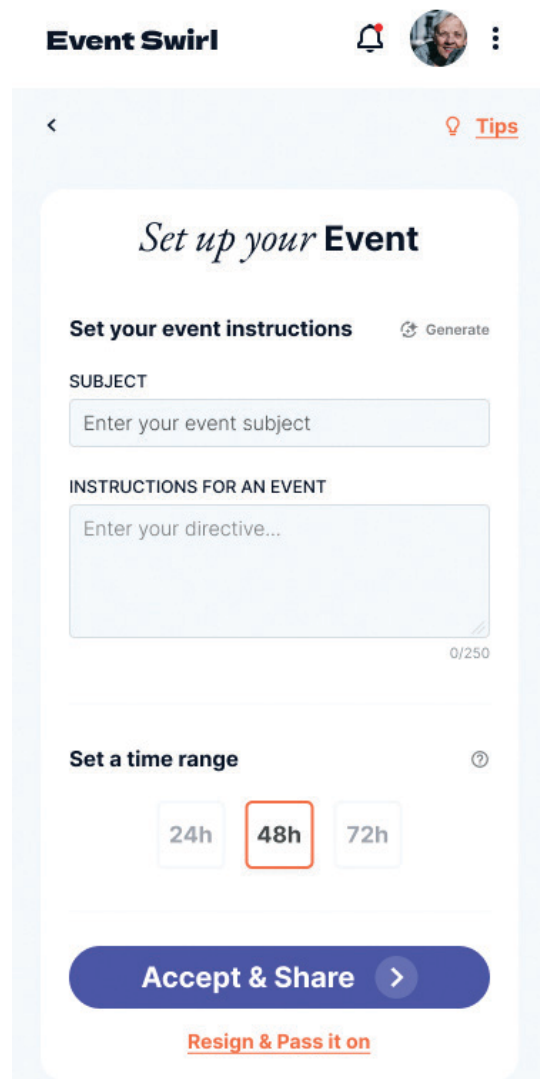 Event Swirl
Tips
Set up your Event
Set your event instructions
Generate
SUBJECT
Enter your event subject
INSTRUCTIONS FOR AN EVENT
Enter your directive...
0/250
Set a time range
24h
48h
72h
Accept & Share
Resign & Pass it on